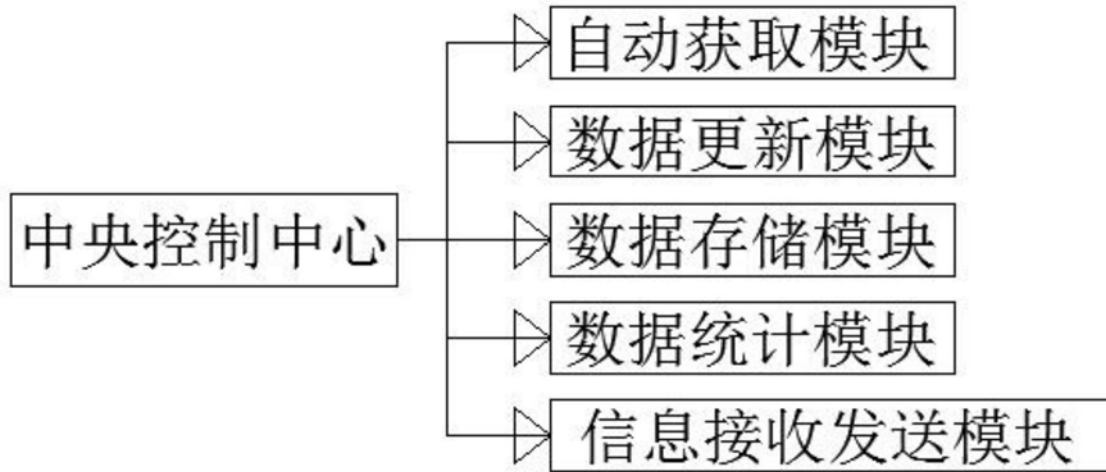 自动获取模块
数据更新模块
中央控制中心
数据存储模块
数据统计模块
信息接收发送模块